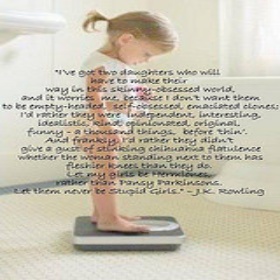 "I've got two daughters who will
have to make their
way in this skinny-obsessed world,
and it worries me, because I don't want them
to be empty-headed, self-obsessed, emaciated clones;
I'd rather they were independent, interesting,
idealistic, kind, opinionated, original,
funny - a thousand things, before 'thin'.
And frankly, I'd rather they didn't
give a gust of stinking chihuahua flatulence
whether the woman standing next to them has
fleshier knees than they do.
Let my girls be Hermiones,
rather than Pansy Parkinsons.
Let them never be Stupid Girls." - J.K. Rowling